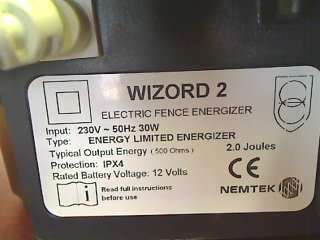 WIZORD 2
ELECTRIC FENCE ENERGIZER
Input: 230V ~ 50Hz 30W
Type: ENERGY LIMITED ENERGIZER
Typical Output Energy ( 500 Ohms ) 2.0 Joules
Protection: IPX4
Rated Battery Voltage: 12 Volts
CE
i Read full instructions
before use
NEMTEK